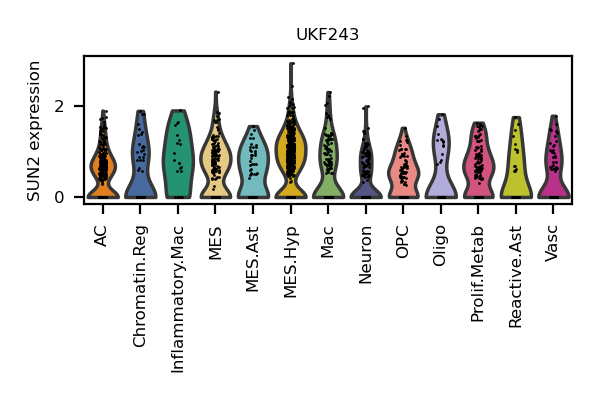 UKF243
SUN2 expression
2
0
AC
Chromatin.Reg
Inflammatory.Mac
MES
MES.Ast
MES.Hyp
Mac
Neuron
OPC
Oligo
Prolif.Metab
Reactive.Ast
Vasc